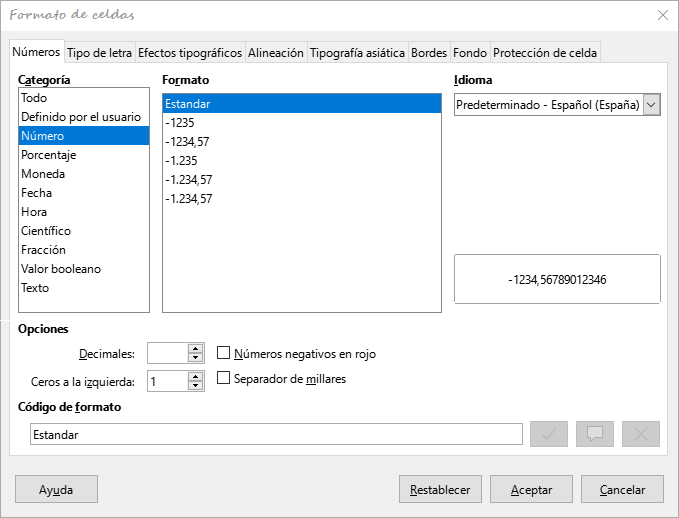 Formato de celdas
Números Tipo de letra Efectos tipográficos Alineación Tipografía asiática Bordes Fondo Protección de celda
Categoría
Todo
Definido por el usuario
Número
Porcentaje
Moneda
Fecha
Hora
Científico
Fracción
Valor booleano
Texto
Formato
Estandar
-1235
-1234,57
-1.235
-1.234,57
-1.234,57
Idioma
Predeterminado - Español (España)
-1234,56789012346
Opciones
Decimales:
Números negativos en rojo
Ceros a la izquierda: 1
Separador de millares
Código de formato
Estandar
Ayuda Restablecer Aceptar Cancelar